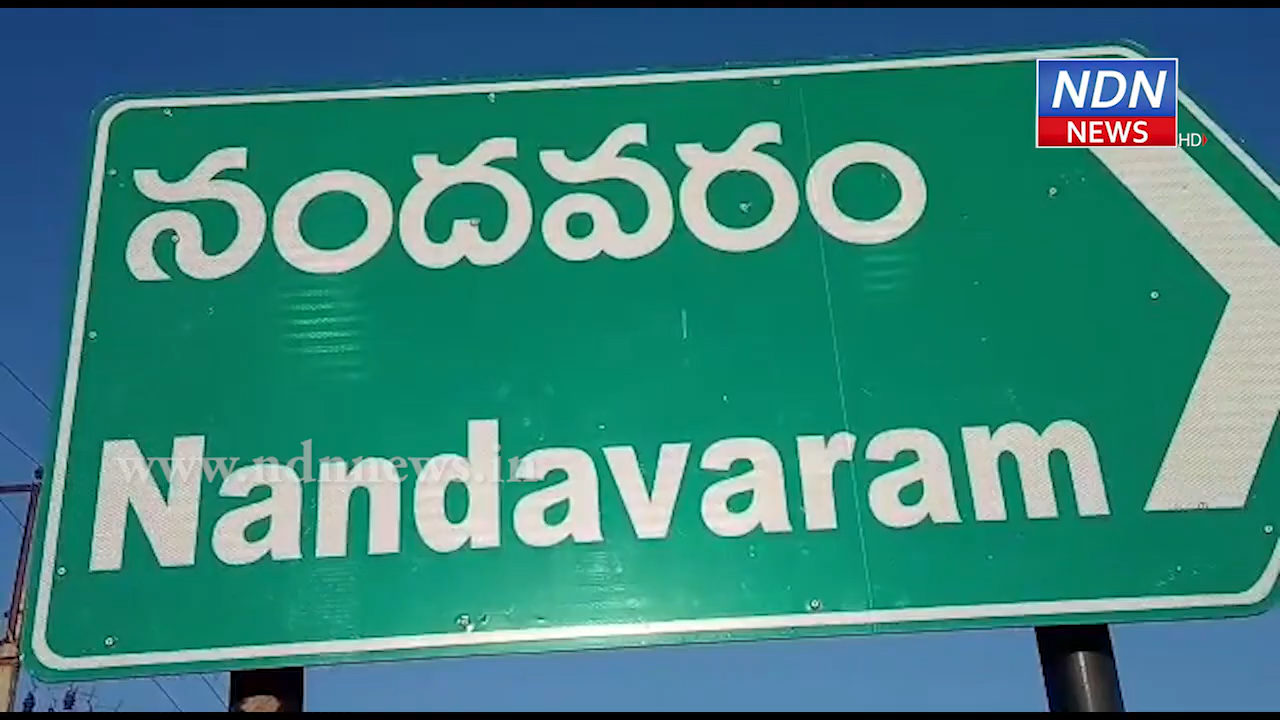 NDN
NEWS
HD
నందవరం
www.ndnnews.in
Nandavaram